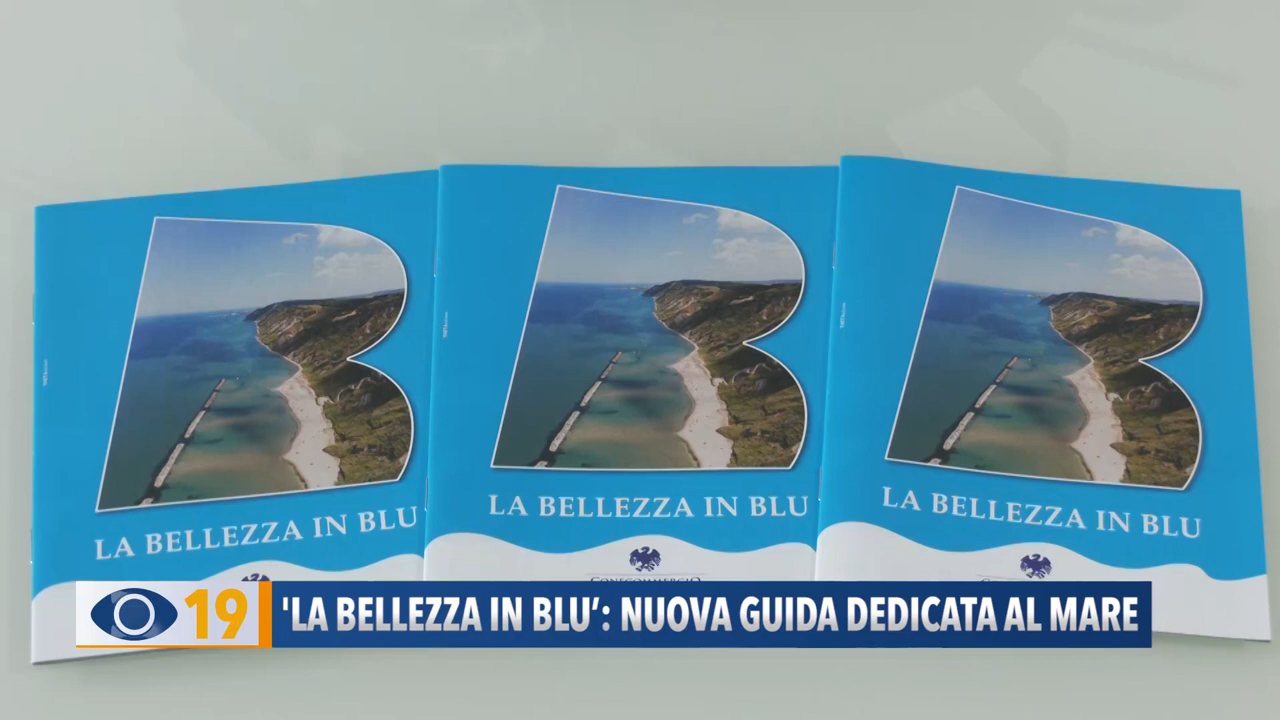 LA BELLEZZA IN BLU
LA BELLEZZA IN BLU
LA BELLEZZA IN BLU
CONFCOMMERCIO
19
'LA BELLEZZA IN BLU’: NUOVA GUIDA DEDICATA AL MARE